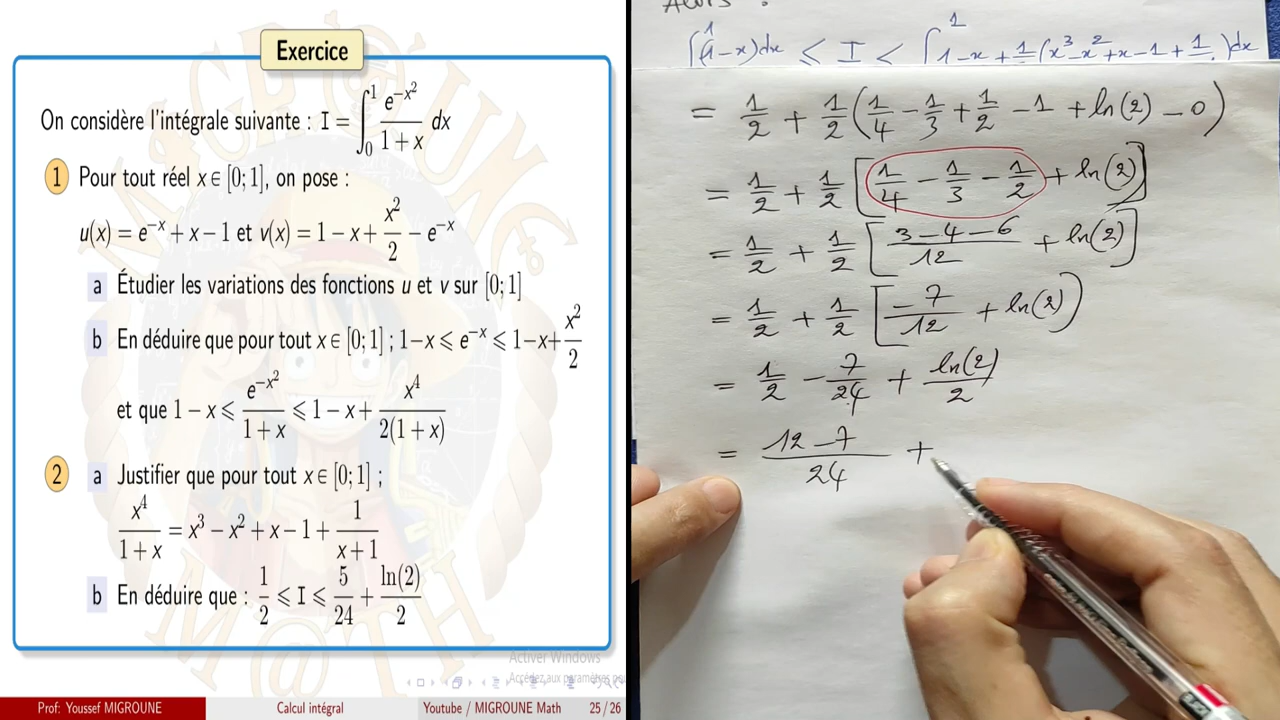 Exercice
On considère l'intégrale suivante : I = ∫₀¹ e^{-x²}/(1+x) dx
1 Pour tout réel x ∈ [0; 1], on pose :
u(x) = e^{-x} + x − 1 et v(x) = 1 − x + x²/2 − e^{-x}
a Étudier les variations des fonctions u et v sur [0; 1]
b En déduire que pour tout x ∈ [0; 1] ; 1−x ⩽ e^{-x} ⩽ 1−x+ x²/2
et que 1 − x ⩽ e^{-x²}/(1+x) ⩽ 1 − x + x⁴/(2(1+x))
2 a Justifier que pour tout x ∈ [0; 1] ;
x⁴/(1+x) = x³ − x² + x − 1 + 1/(x+1)
b En déduire que : 1/2 ⩽ I ⩽ 5/24 + ln(2)/2
Activer Windows
Prof: Youssef MIGROUNE
Calcul intégral
Youtube / MIGROUNE Math
25 / 26
∫¹(1−x)dx ⩽ I < ∫¹ 1−x + 1/ (x³−x²+x−1+1/ )dx
= 1/2 + 1/2 (1/4 − 1/3 + 1/2 − 1 + ln(2) − 0)
= 1/2 + 1/2 [1/4 − 1/3 − 1/2 + ln(2)]
= 1/2 + 1/2 [(3−4−6)/12 + ln(2)]
= 1/2 + 1/2 [−7/12 + ln(2))
= 1/2 − 7/24 + ln(2)/2
= (12−7)/24 +